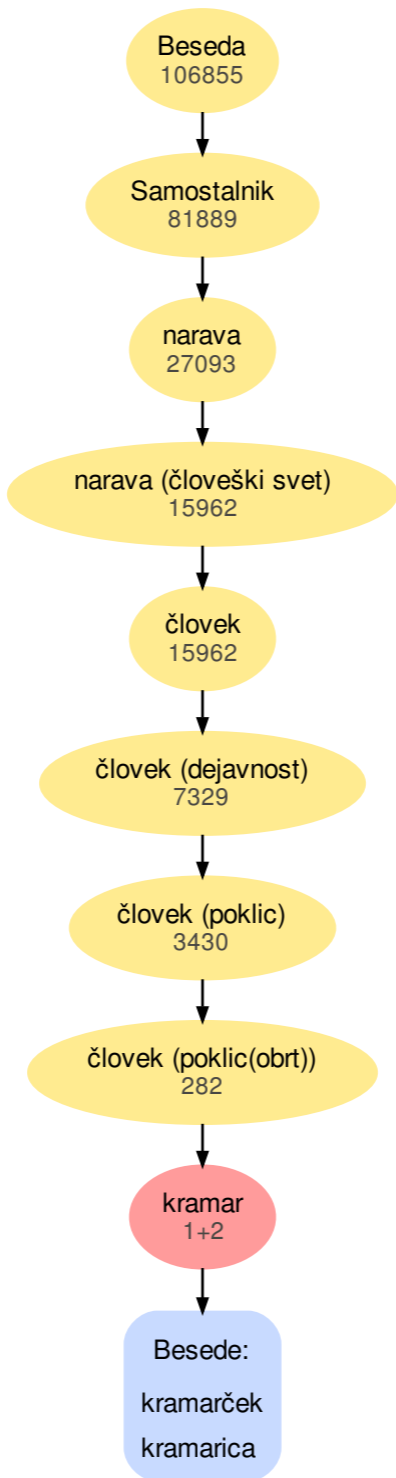 Beseda
106855
Samostalnik
81889
narava
27093
narava (človeški svet)
15962
človek
15962
človek (dejavnost)
7329
človek (poklic)
3430
človek (poklic(obrt))
282
kramar
1+2
Besede:
kramarček
kramarica